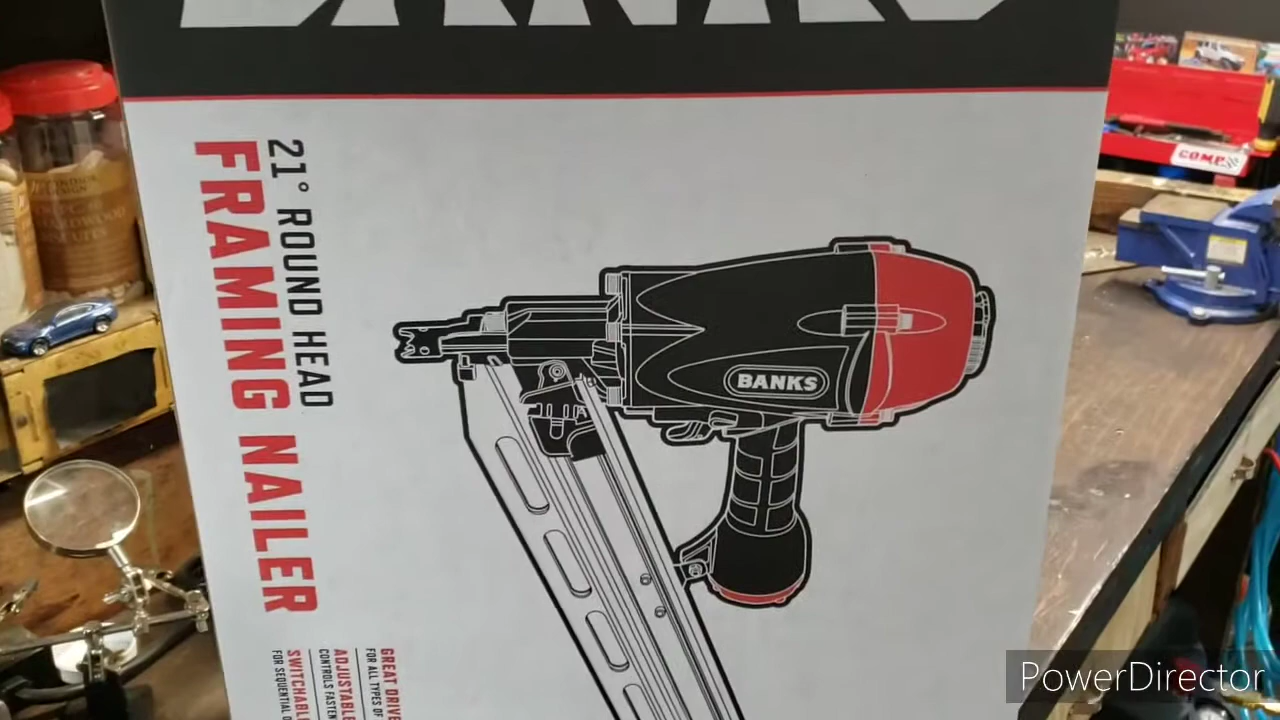 BANKS
21° ROUND HEAD
FRAMING NAILER
BANKS
GREAT DRIVE
FOR ALL TYPES OF
ADJUSTABLE
CONTROLS FASTEN
SWITCHABLE
FOR SEQUENTIAL O
COMP
PowerDirector